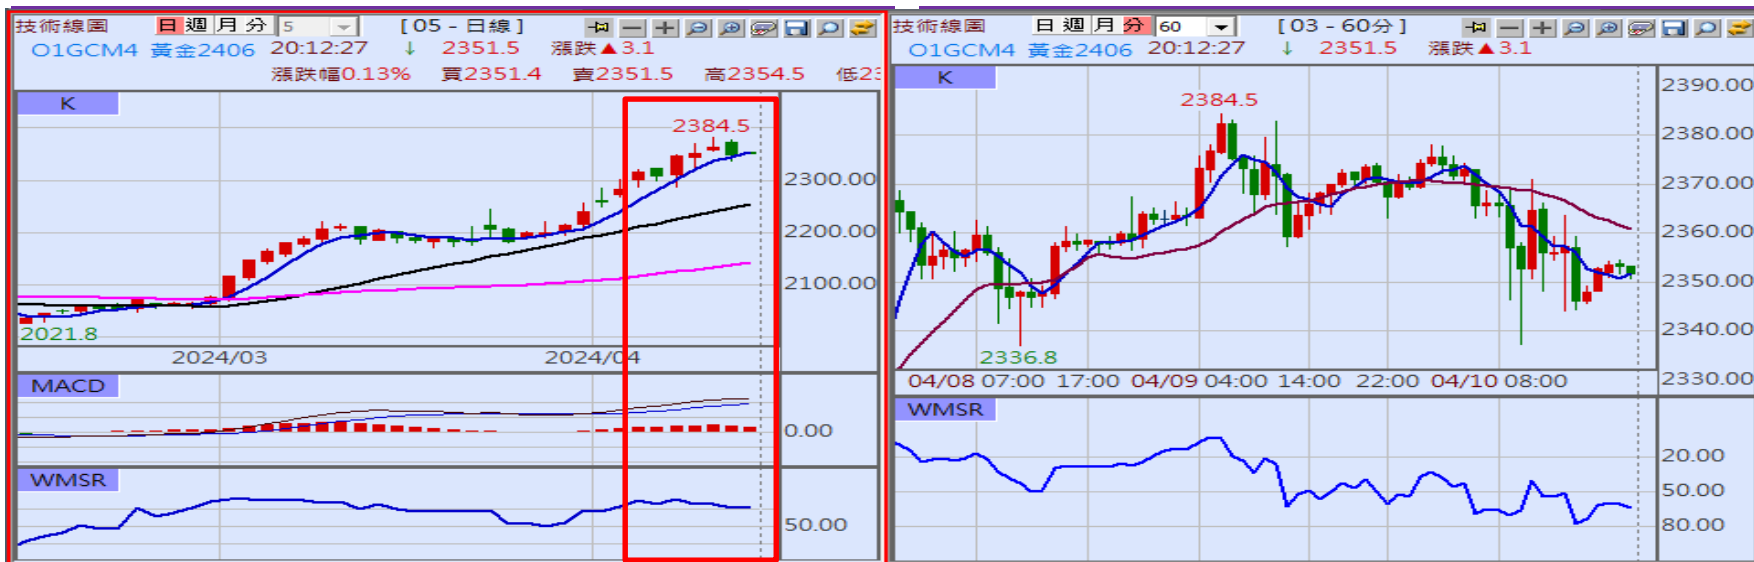 技術線圖 日 週 月 分 5 [ 05 - 日線 ]
O1GCM4 黃金2406 20:12:27 ↓ 2351.5 漲跌▲3.1
漲跌幅0.13% 買2351.4 賣2351.5 高2354.5 低23
K
2384.5
2300.00
2200.00
2100.00
2021.8
2024/03 2024/04
MACD
0.00
WMSR
50.00
技術線圖 日 週 月 分 60 [ 03 - 60分 ]
O1GCM4 黃金2406 20:12:27 ↓ 2351.5 漲跌▲3.1
K
2390.00
2384.5
2380.00
2370.00
2360.00
2350.00
2340.00
2336.8
2330.00
04/08 07:00 17:00 04/09 04:00 14:00 22:00 04/10 08:00
WMSR
20.00
50.00
80.00